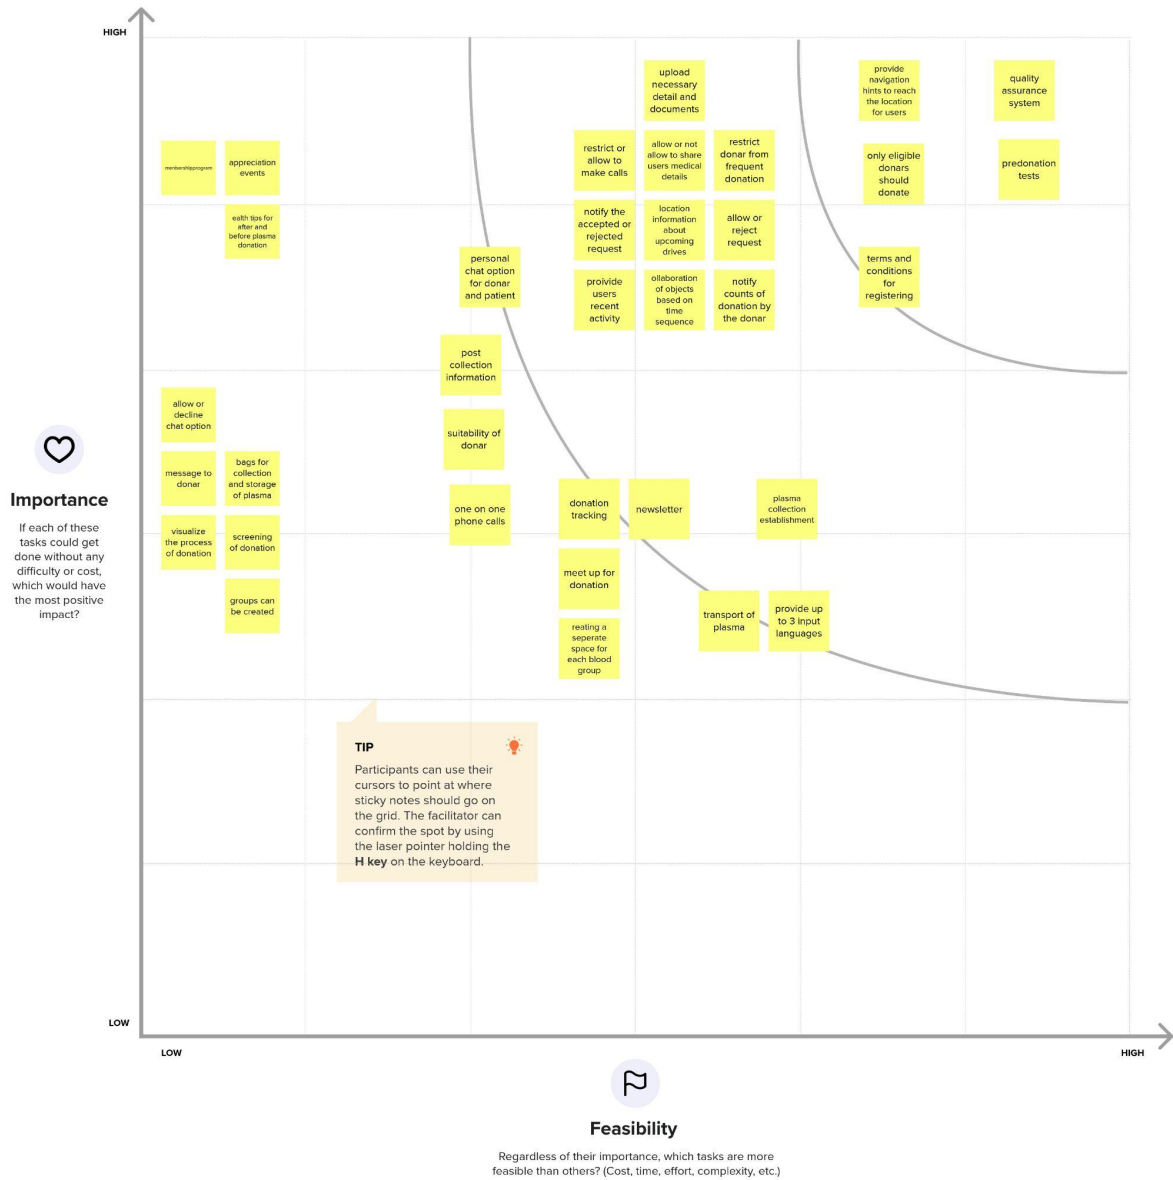 HIGH
upload
necessary
detail and
documents
provide
navigation
hints to reach
the location
for users
quality
assurance
system
membershipprogram
appreciation
events
restrict or
allow to
make calls
allow or not
allow to share
users medical
details
restrict
donar from
frequent
donation
only eligible
donars
should
donate
predonation
tests
ealth tips for
after and
before plasma
donation
notify the
accepted or
rejected
request
location
information
about
upcoming
drives
allow or
reject
request
personal
chat option
for donar
and patient
proivide
users
recent
activity
ollaboration
of objects
based on
time
sequence
notify
counts of
donation by
the donar
terms and
conditions
for
registering
post
collection
information
allow or
decline
chat option
suitability of
donar
message to
donar
bags for
collection
and storage
of plasma
one on one
phone calls
donation
tracking
newsletter
plasma
collection
establishment
visualize
the process
of donation
screening
of donation
meet up for
donation
groups can
be created
transport of
plasma
provide up
to 3 input
languages
reating a
seperate
space for
each blood
group
Importance
If each of these
tasks could get
done without any
difficulty or cost,
which would have
the most positive
impact?
TIP
Participants can use their
cursors to point at where
sticky notes should go on
the grid. The facilitator can
confirm the spot by using
the laser pointer holding the
H key on the keyboard.
LOW
LOW
HIGH
Feasibility
Regardless of their importance, which tasks are more
feasible than others? (Cost, time, effort, complexity, etc.)